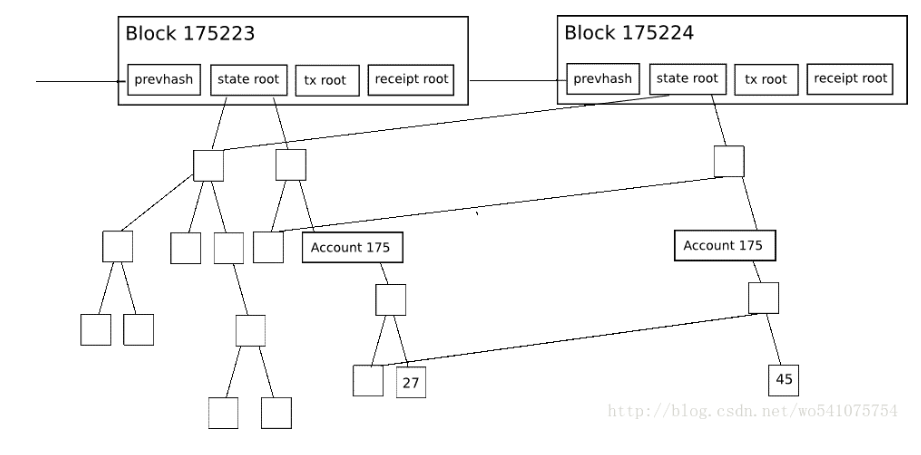 Block 175223
prevhash state root tx root receipt root
Block 175224
prevhash state root tx root receipt root
Account 175
Account 175
27
45
http://blog.csdn.net/wo541075754